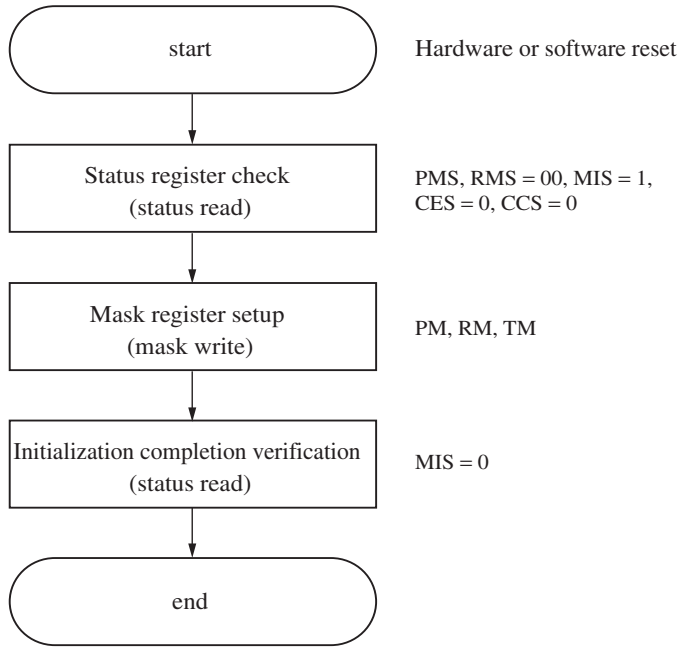 start
Hardware or software reset
Status register check
(status read)
PMS, RMS = 00, MIS = 1,
CES = 0, CCS = 0
Mask register setup
(mask write)
PM, RM, TM
Initialization completion verification
(status read)
MIS = 0
end